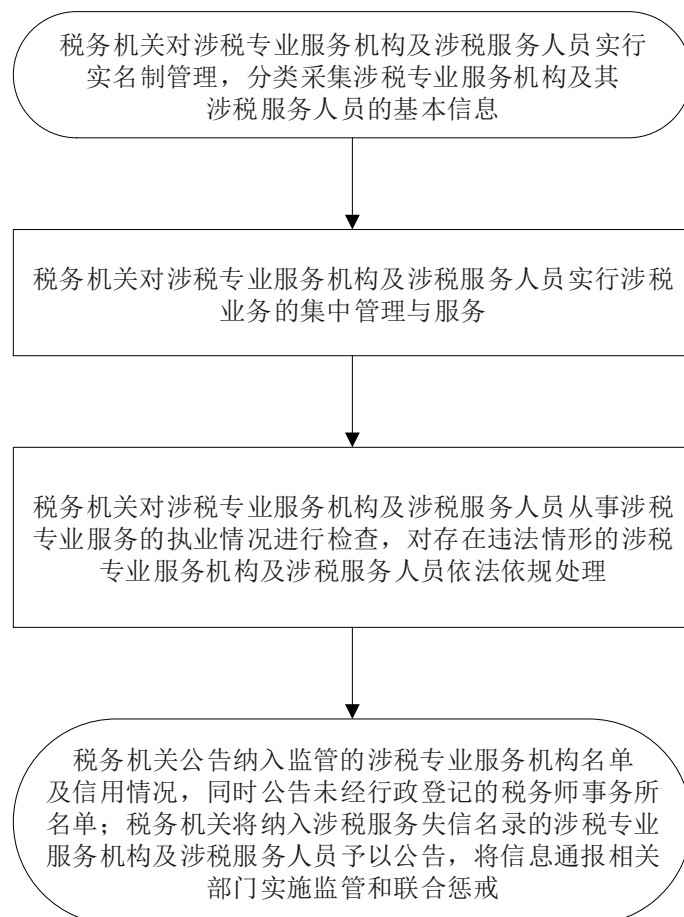 税务机关对涉税专业服务机构及涉税服务人员实行
实名制管理，分类采集涉税专业服务机构及其
涉税服务人员的基本信息
税务机关对涉税专业服务机构及涉税服务人员实行涉税
业务的集中管理与服务
税务机关对涉税专业服务机构及涉税服务人员从事涉税
专业服务的执业情况进行检查，对存在违法情形的涉税
专业服务机构及涉税服务人员依法依规处理
税务机关公告纳入监管的涉税专业服务机构名单
及信用情况，同时公告未经行政登记的税务师事务所
名单；税务机关将纳入涉税服务失信名录的涉税专业
服务机构及涉税服务人员予以公告，将信息通报相关
部门实施监管和联合惩戒